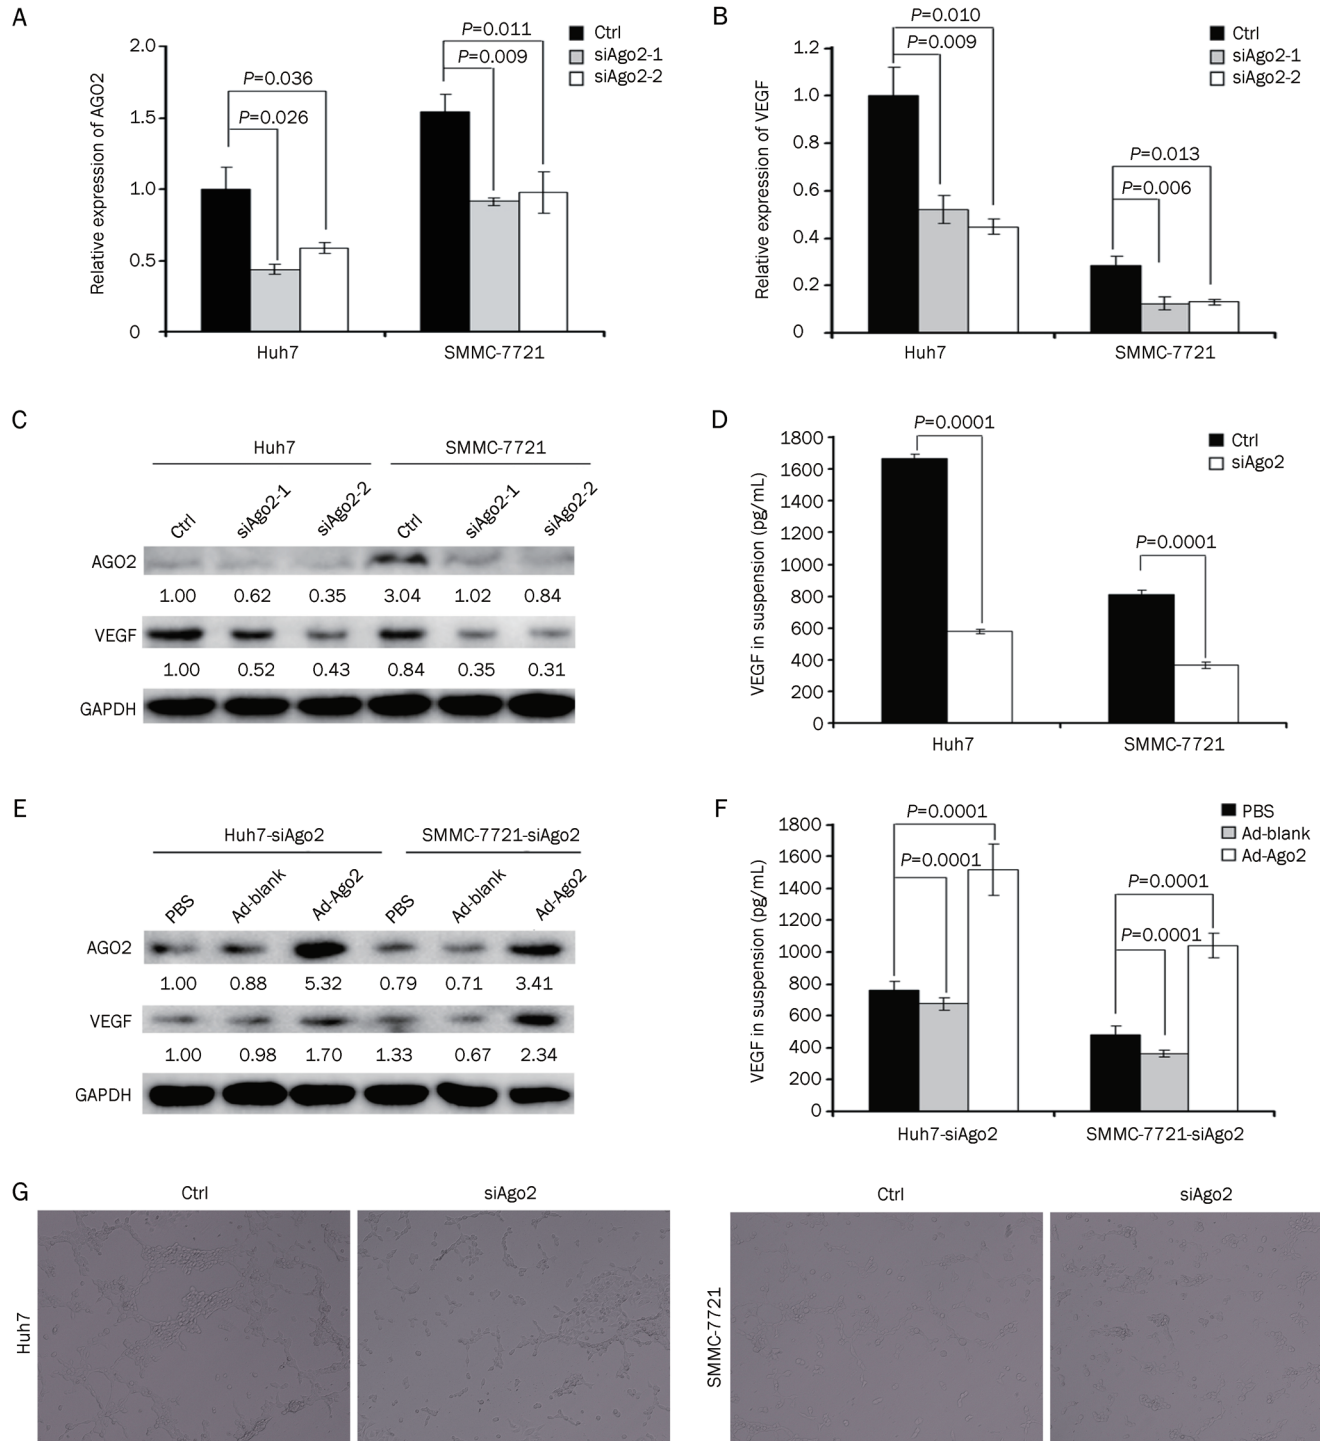 A
Relative expression of AGO2
2.0
1.5
1.0
0.5
0
P=0.036
P=0.026
P=0.011
P=0.009
Ctrl
siAgo2-1
siAgo2-2
Huh7
SMMC-7721
B
Relative expression of VEGF
1.2
1.0
0.8
0.6
0.4
0.2
0
P=0.010
P=0.009
P=0.013
P=0.006
Ctrl
siAgo2-1
siAgo2-2
Huh7
SMMC-7721
C
Huh7 SMMC-7721
Ctrl siAgo2-1 siAgo2-2 Ctrl siAgo2-1 siAgo2-2
AGO2
1.00 0.62 0.35 3.04 1.02 0.84
VEGF
1.00 0.52 0.43 0.84 0.35 0.31
GAPDH
D
VEGF in suspension (pg/mL)
1800
1600
1400
1200
1000
800
600
400
200
0
P=0.0001
P=0.0001
Ctrl
siAgo2
Huh7
SMMC-7721
E
Huh7-siAgo2 SMMC-7721-siAgo2
PBS Ad-blank Ad-Ago2 PBS Ad-blank Ad-Ago2
AGO2
1.00 0.88 5.32 0.79 0.71 3.41
VEGF
1.00 0.98 1.70 1.33 0.67 2.34
GAPDH
F
VEGF in suspension (pg/mL)
1800
1600
1400
1200
1000
800
600
400
200
0
P=0.0001
P=0.0001
P=0.0001
P=0.0001
PBS
Ad-blank
Ad-Ago2
Huh7-siAgo2
SMMC-7721-siAgo2
G
Ctrl siAgo2 Ctrl siAgo2
Huh7
SMMC-7721